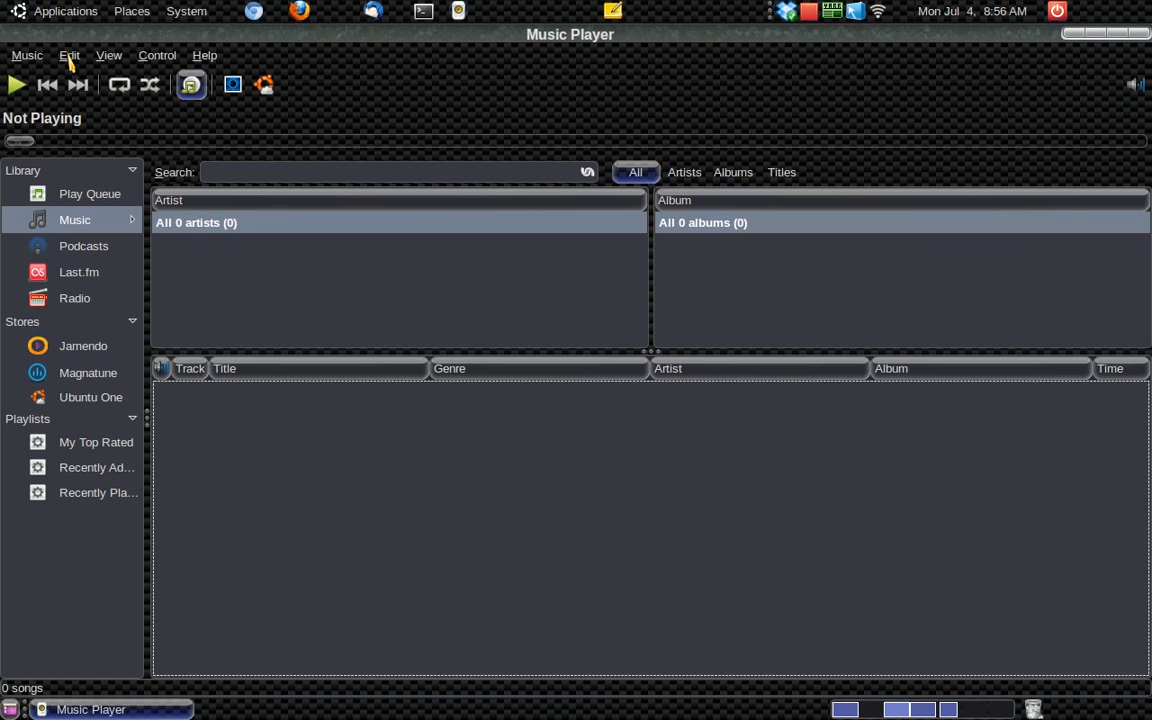 Applications Places System Mon Jul 4, 8:56 AM
Music Player
Music Edit View Control Help
Not Playing
Library
Play Queue
Music
Podcasts
Last.fm
Radio
Stores
Jamendo
Magnatune
Ubuntu One
Playlists
My Top Rated
Recently Ad...
Recently Pla...
Search: All Artists Albums Titles
Artist Album
All 0 artists (0) All 0 albums (0)
Track Title Genre Artist Album Time
0 songs
Music Player